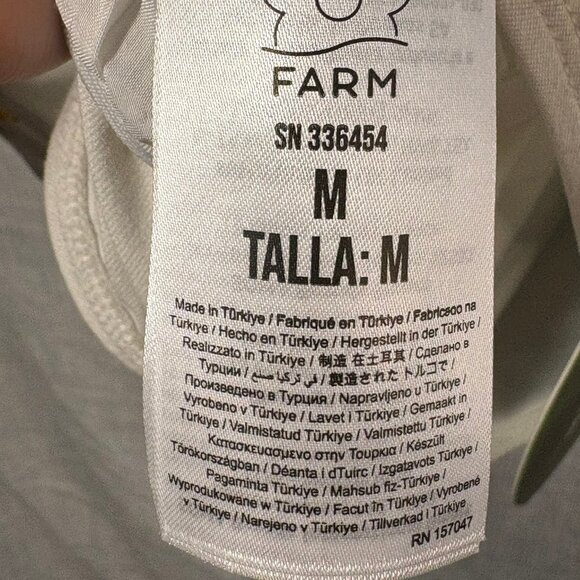 FARM
SN 336454
M
TALLA: M
Made in Türkiye / Fabriqué en Türkiye / Fabricsoo na
Türkiye / Hecho en Türkiye / Hergestellt in der Türkiye /
Realizzato in Türkiye / 制造 在土耳其 / Сделано в
Турции / صنع في تركيا / 製造された トルコで /
Произведено в Турция / Napravljeno u Türkiye /
Vyrobeno v Türkiye / Lavet i Türkiye / Gemaakt in
Türkiye / Valmistatud Türkiye / Valmistettu Türkiye /
Κατασκευασμενο στην Τουρκια / Készült
Törökországban / Déanta i dTuirc / Izgatavots Türkiye /
Pagaminta Türkiye / Mahsub fiz-Türkiye /
Wyprodukowane w Türkiye / Facut în Türkiye / Vyrobené
v Türkiye / Narejeno v Türkiye / Tillverkad i Türkiye
RN 157047